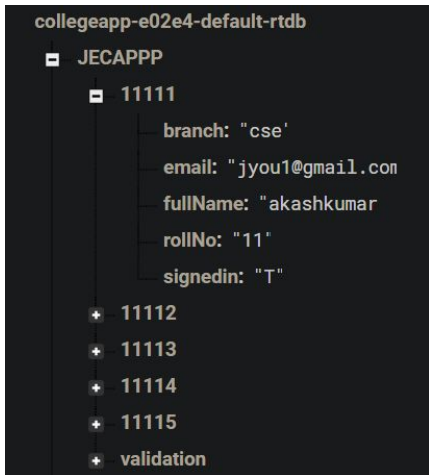 collegeapp-e02e4-default-rtdb
JECAPPP
11111
branch: "cse'
email: "jyou1@gmail.com
fullName: "akashkumar
rollNo: "11"
signedin: "T"
11112
11113
11114
11115
validation